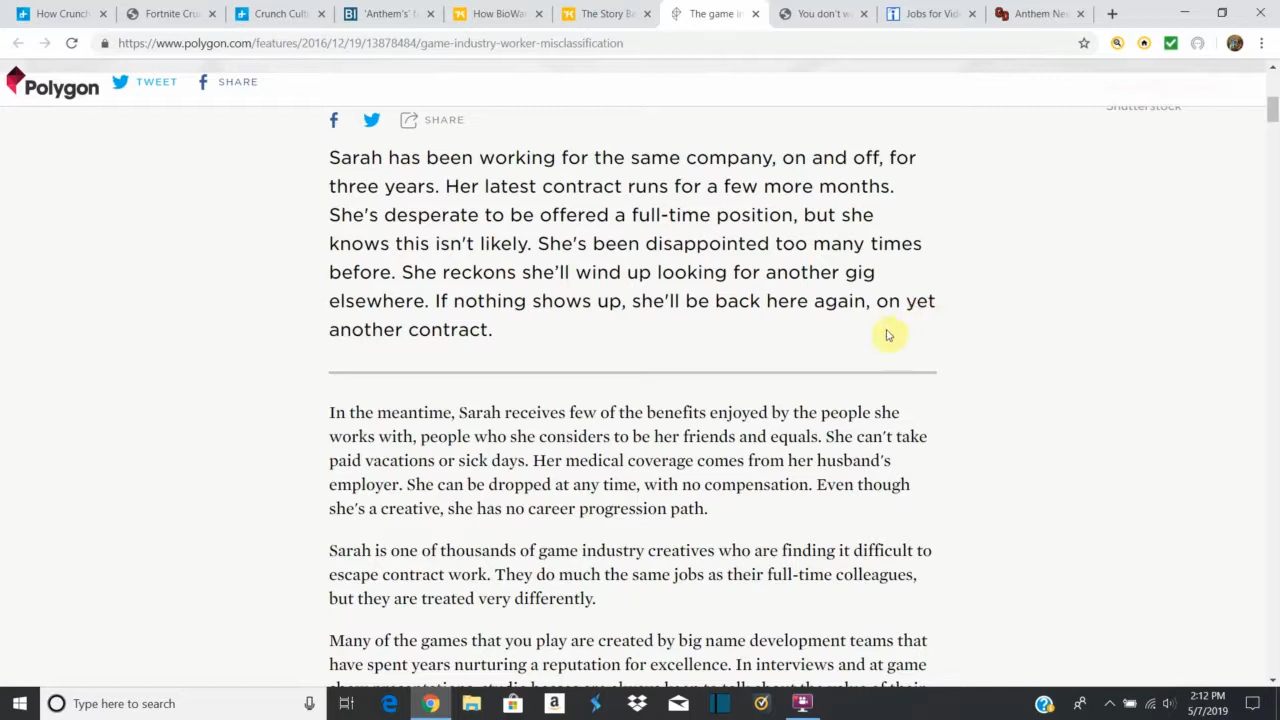 How Crunch
Fortnite Cru
Crunch Cult
'Anthem's' f
How BioWa
The Story Be
The game in
You don't w
Jobs for Vid
Anthem Nes
https://www.polygon.com/features/2016/12/19/13878484/game-industry-worker-misclassification
Polygon
TWEET
SHARE
Shutterstock
SHARE
Sarah has been working for the same company, on and off, for
three years. Her latest contract runs for a few more months.
She's desperate to be offered a full-time position, but she
knows this isn't likely. She's been disappointed too many times
before. She reckons she’ll wind up looking for another gig
elsewhere. If nothing shows up, she'll be back here again, on yet
another contract.
In the meantime, Sarah receives few of the benefits enjoyed by the people she
works with, people who she considers to be her friends and equals. She can't take
paid vacations or sick days. Her medical coverage comes from her husband's
employer. She can be dropped at any time, with no compensation. Even though
she's a creative, she has no career progression path.
Sarah is one of thousands of game industry creatives who are finding it difficult to
escape contract work. They do much the same jobs as their full-time colleagues,
but they are treated very differently.
Many of the games that you play are created by big name development teams that
have spent years nurturing a reputation for excellence. In interviews and at game
Type here to search
2:12 PM
5/7/2019